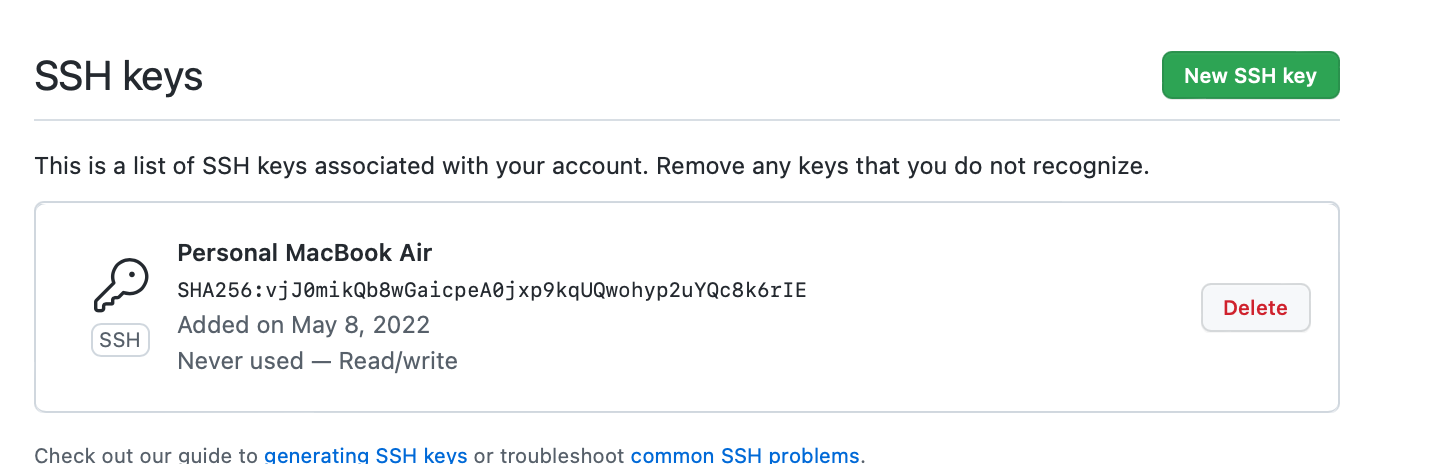 SSH keys
New SSH key
This is a list of SSH keys associated with your account. Remove any keys that you do not recognize.
Personal MacBook Air
SHA256:vjJ0mikQb8wGaicpeA0jxp9kqUQwohyp2uYQc8k6rIE
Added on May 8, 2022
Never used — Read/write
SSH
Delete
Check out our guide to generating SSH keys or troubleshoot common SSH problems.